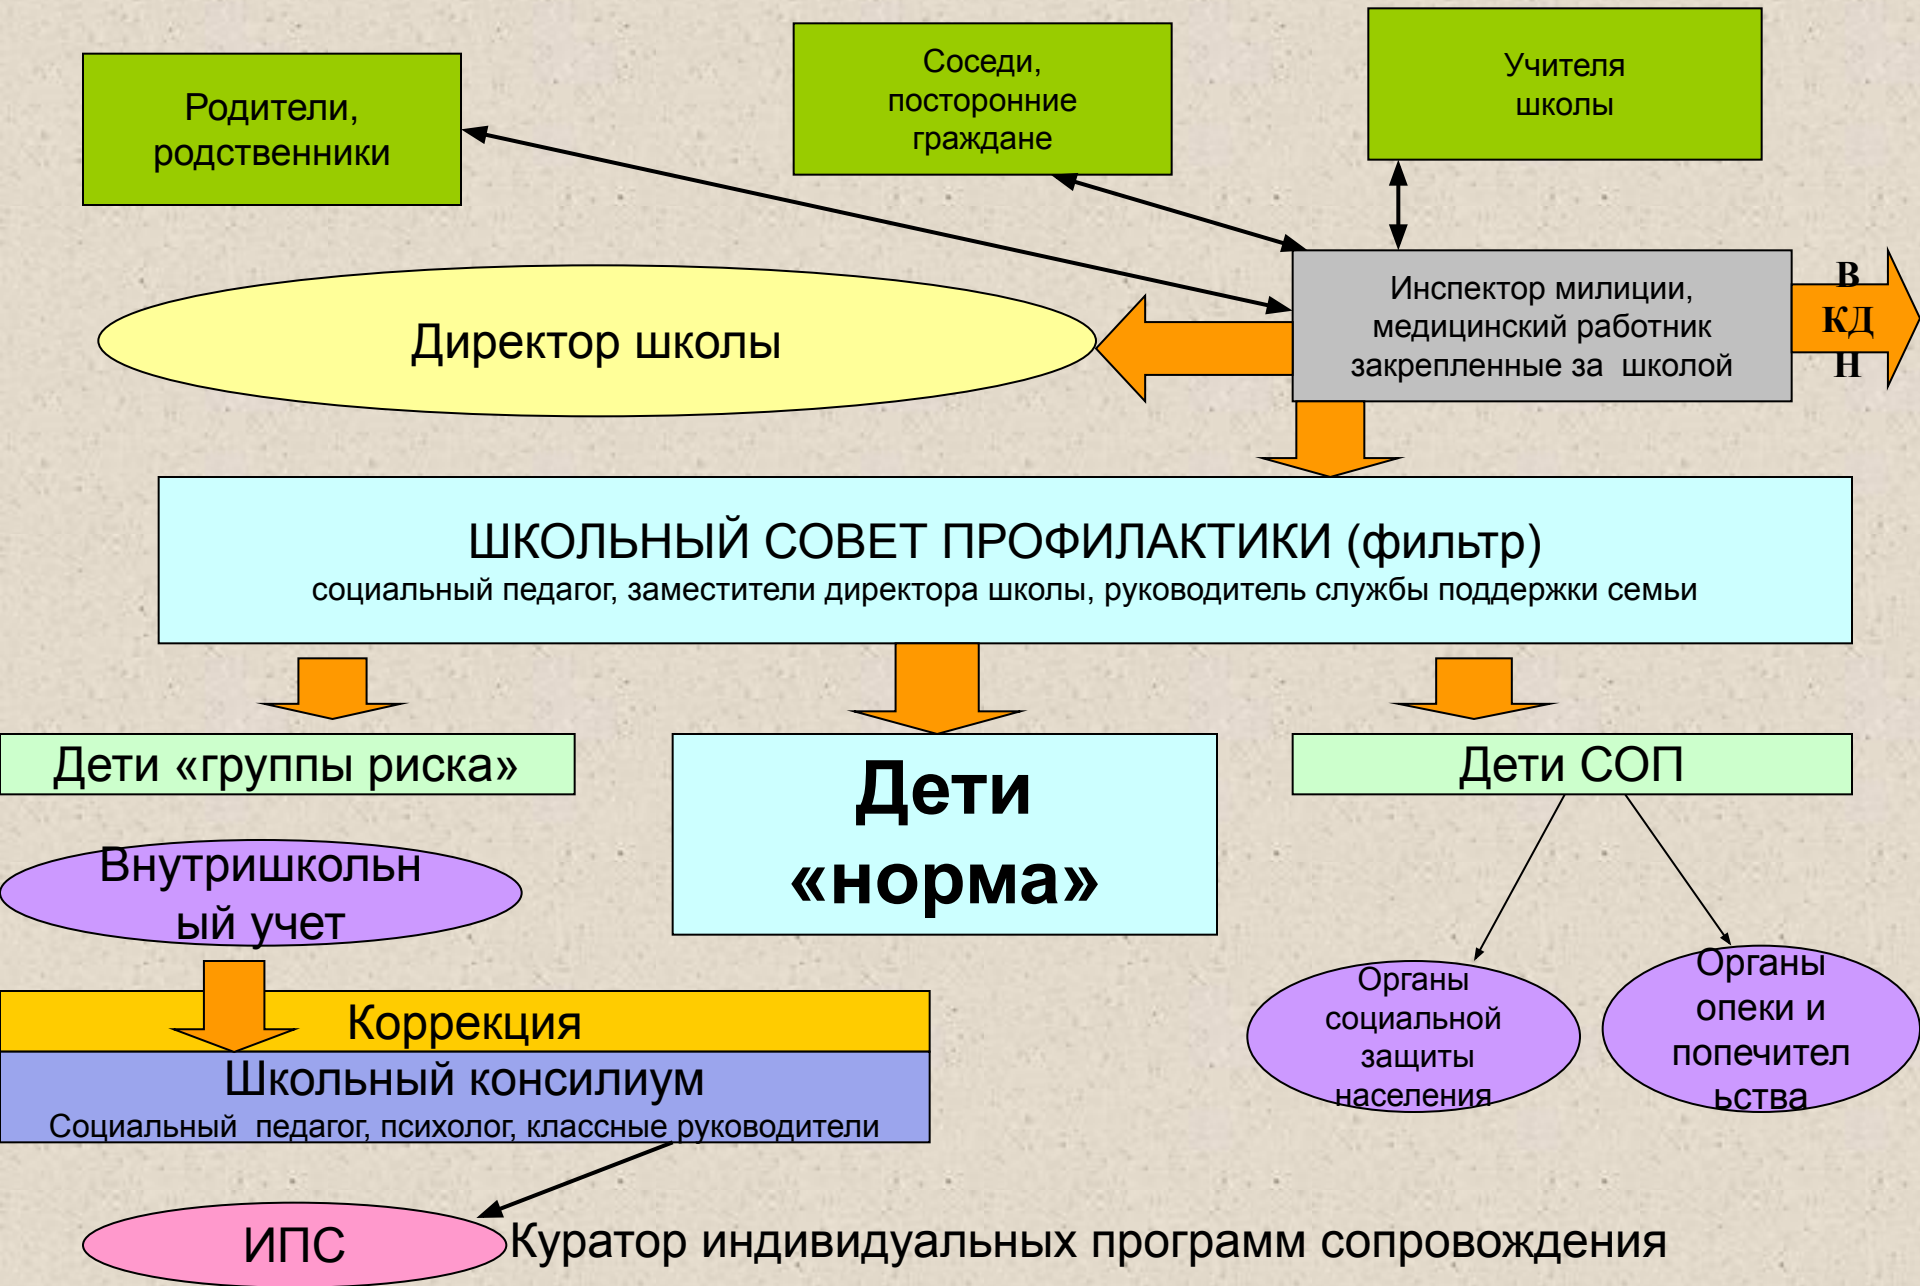 Родители,
родственники
Соседи,
посторонние
граждане
Учителя
школы
Директор школы
Инспектор милиции,
медицинский работник
закрепленные за школой
В
КД
Н
ШКОЛЬНЫЙ СОВЕТ ПРОФИЛАКТИКИ (фильтр)
социальный педагог, заместители директора школы, руководитель службы поддержки семьи
Дети «группы риска»
Дети
«норма»
Дети СОП
Внутришкольн
ый учет
Коррекция
Школьный консилиум
Социальный педагог, психолог, классные руководители
Органы
социальной
защиты
населения
Органы
опеки и
попечител
ьства
ИПС
Куратор индивидуальных программ сопровождения